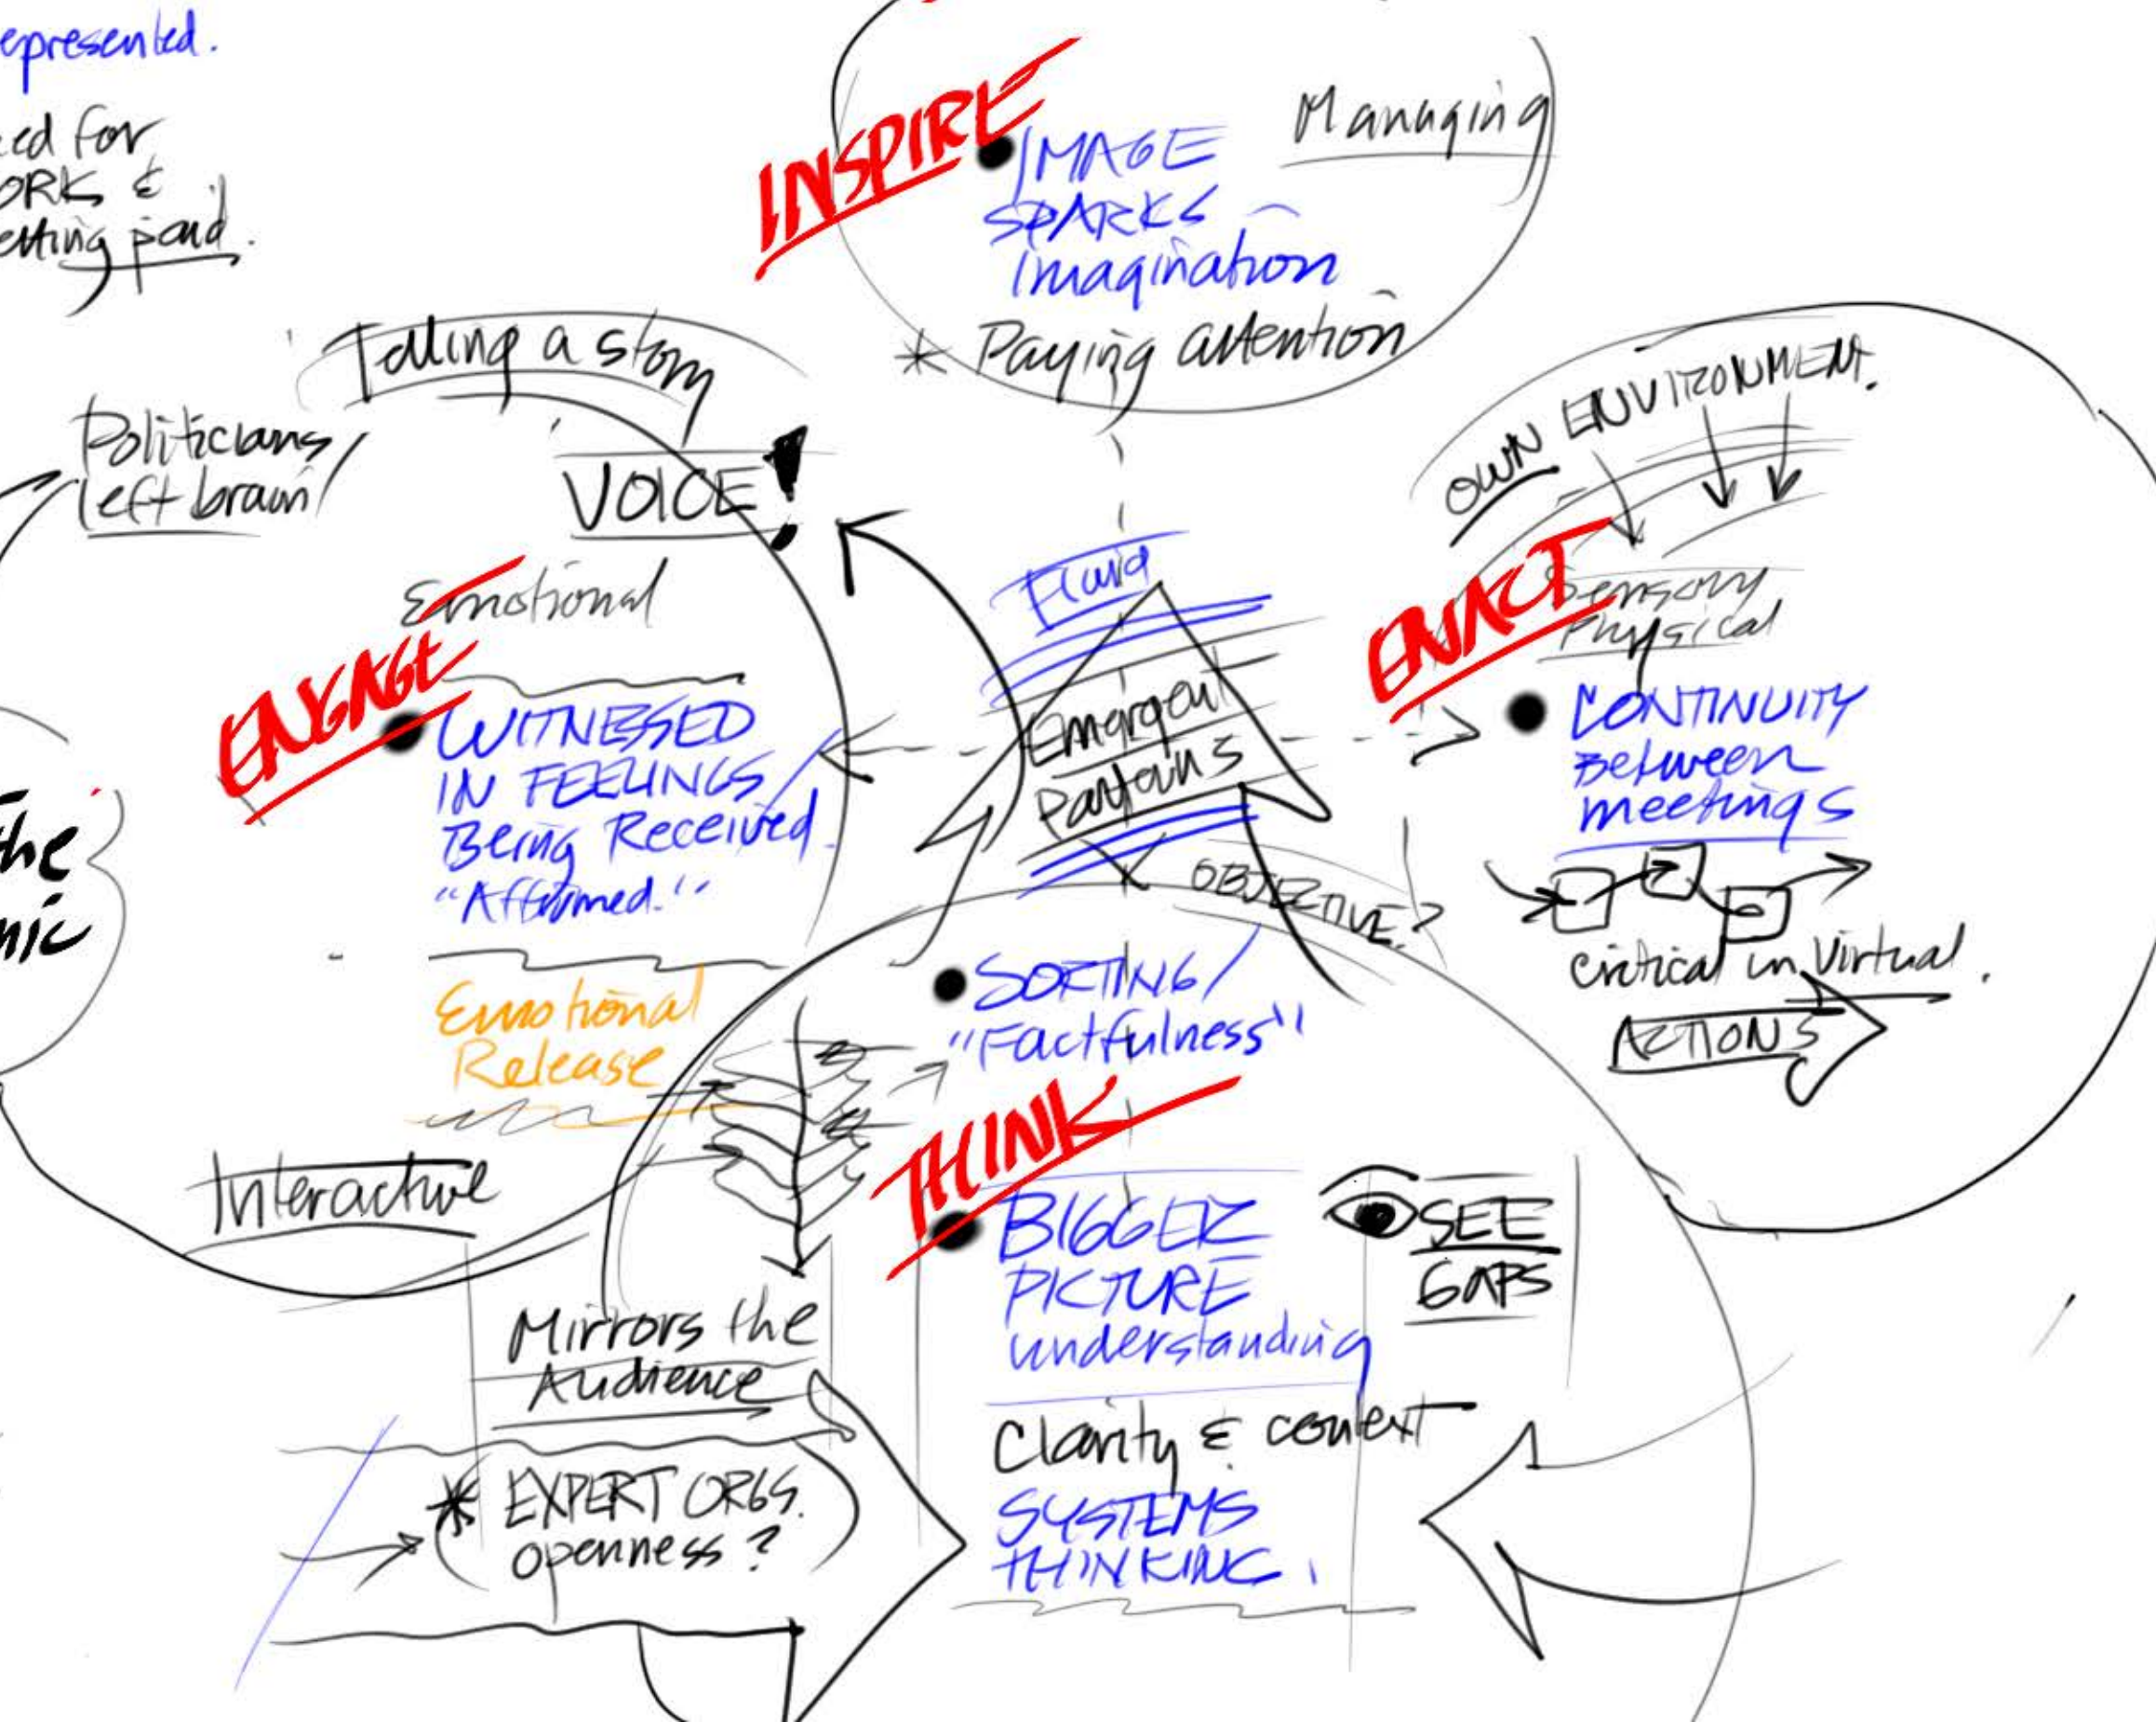 epresented.
ed for
ORK &
etting paid.
INSPIRE
IMAGE
SPARKS
Imagination
Managing
* Paying attention
Telling a story
Politicians/
left brain/
VOICE!
Emotional
ENGAGE
WITNESSED
IN FEELINGS
Being Received.
"Affirmed."
Emotional
Release
Interactive
the
nic
Fluid
Emergent
Patterns
OWN ENVIRONMENT.
ENACT
Sensory
Physical
CONTINUITY
Between
meetings
critical in Virtual.
ACTIONS
OBJECTIVE?
SORTING/
"Factfulness"
THINK
BIGGER
PICTURE
understanding
SEE
GAPS
Clarity & context
SYSTEMS
THINKING.
Mirrors the
Audience
* EXPERT ORGS.
openness?